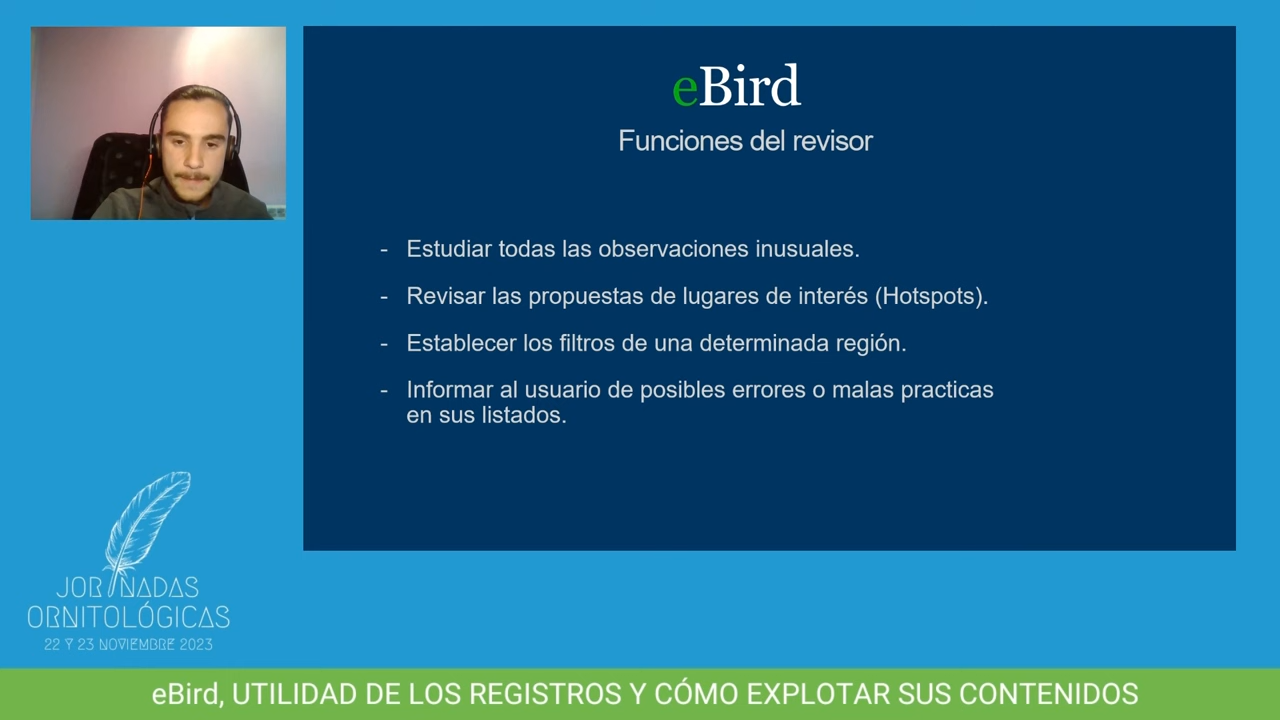 eBird
Funciones del revisor
- Estudiar todas las observaciones inusuales.
- Revisar las propuestas de lugares de interés (Hotspots).
- Establecer los filtros de una determinada región.
- Informar al usuario de posibles errores o malas practicas
en sus listados.
JORNADAS
ORNITOLÓGICAS
22 Y 23 NOVIEMBRE 2023
eBird, UTILIDAD DE LOS REGISTROS Y CÓMO EXPLOTAR SUS CONTENIDOS